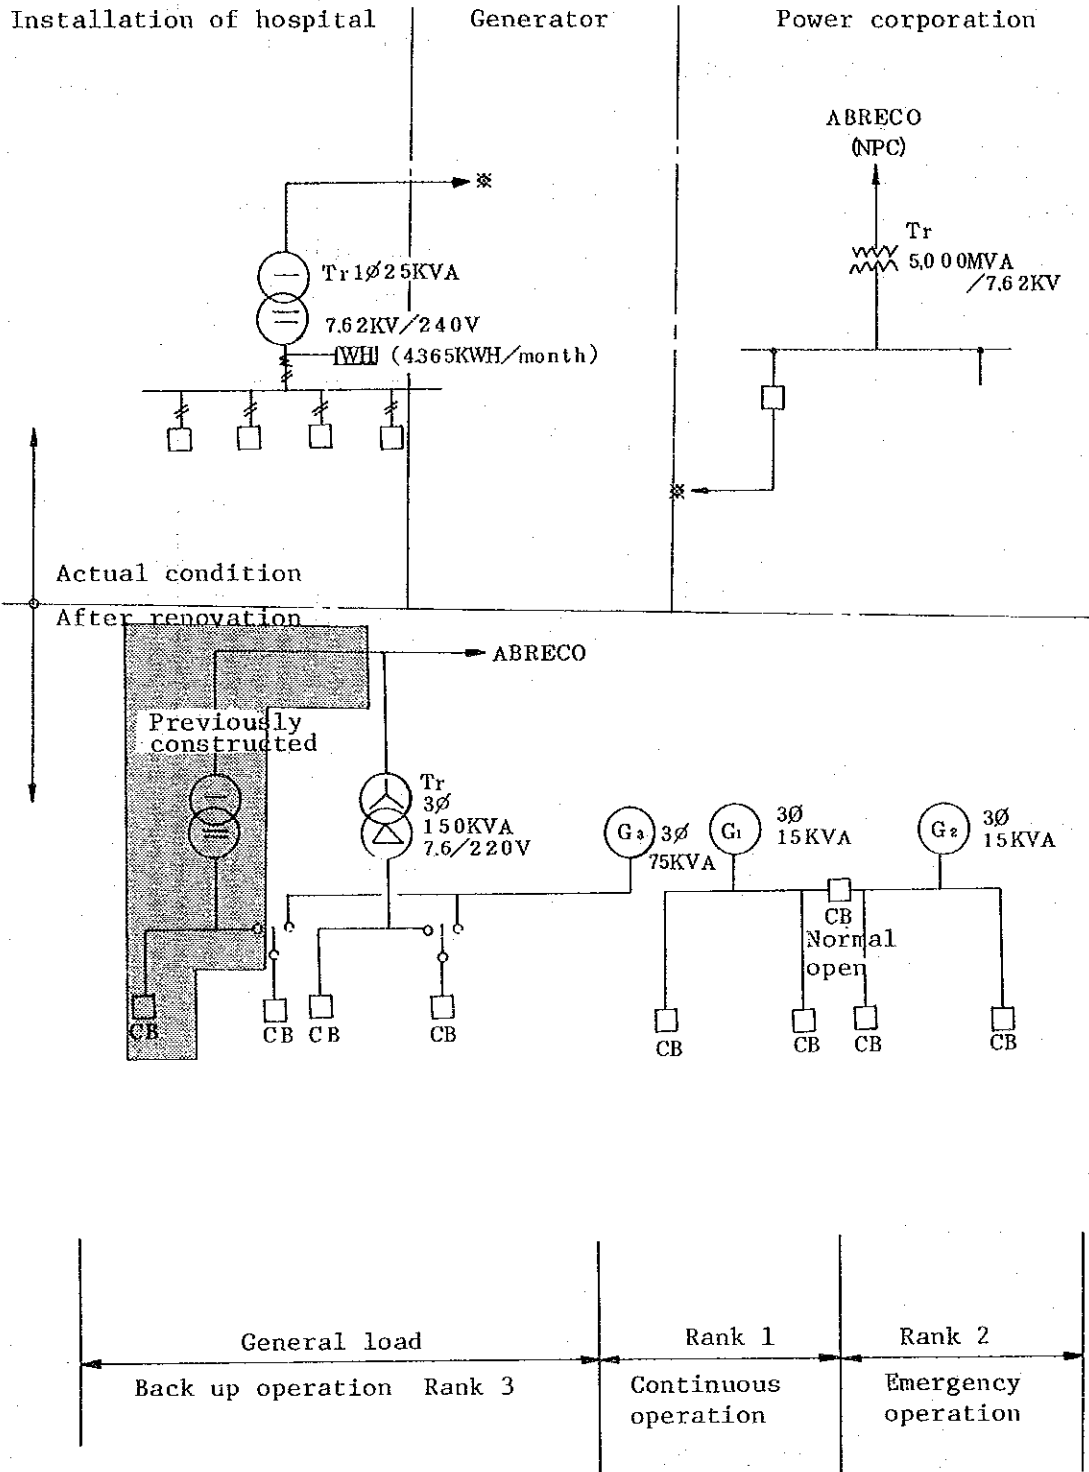 Installation of hospital
Generator
Power corporation
ABRECO
(NPC)
※
Tr
5,000MVA
/7.62KV
Tr 1Ø25KVA
7.62KV/240V
WH (4365KWH/month)
※
Actual condition
After renovation
ABRECO
Previously
constructed
Tr
3Ø
150KVA
7.6/220V
G3 3Ø
75KVA
G1 3Ø
15KVA
G2 3Ø
15KVA
CB
Normal
open
CB
CB
CB
CB
CB
CB
CB
CB
General load
Rank 1
Rank 2
Back up operation Rank 3
Continuous
operation
Emergency
operation